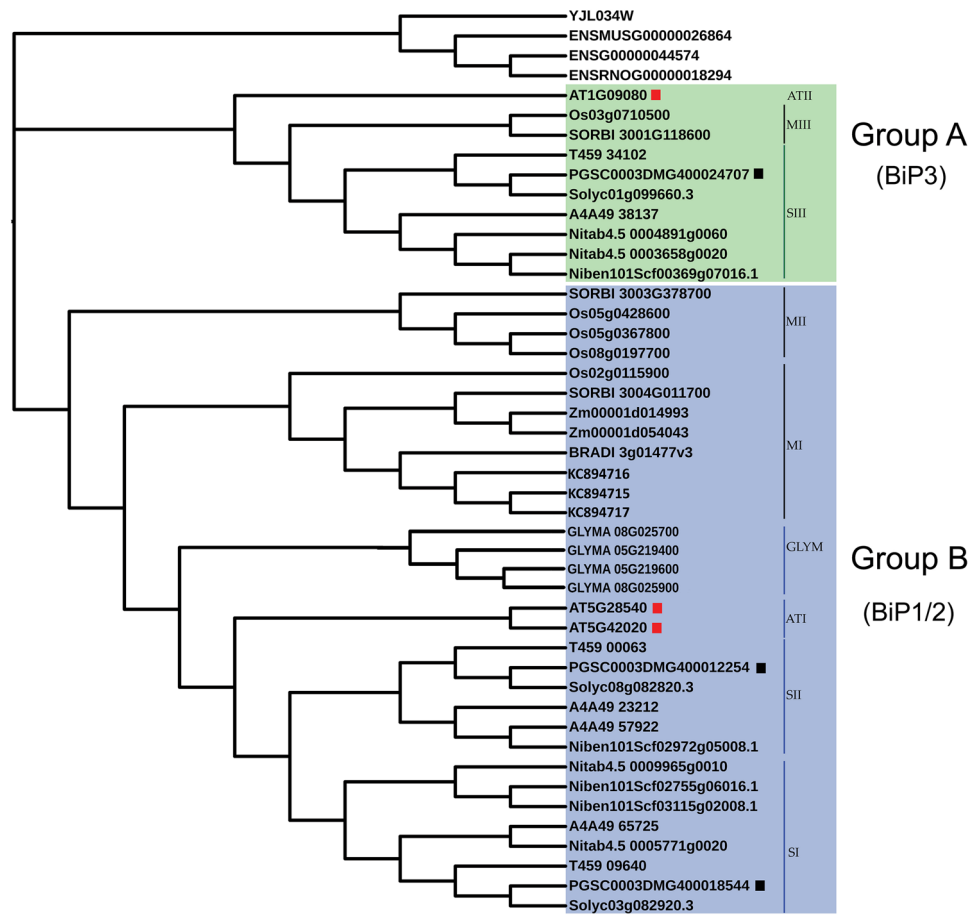 YJL034W
ENSMUSG00000026864
ENSG00000044574
ENSRNOG00000018294
AT1G09080
ATII
Os03g0710500
MIII
SORBI 3001G118600
Group A
(BiP3)
T459 34102
PGSC0003DMG400024707
Solyc01g099660.3
A4A49 38137
SIII
Nitab4.5 0004891g0060
Nitab4.5 0003658g0020
Niben101Scf00369g07016.1
SORBI 3003G378700
Os05g0428600
MII
Os05g0367800
Os08g0197700
Os02g0115900
SORBI 3004G011700
Zm00001d014993
Zm00001d054043
MI
BRADI 3g01477v3
KC894716
KC894715
KC894717
GLYMA 08G025700
GLYMA 05G219400
GLYM
GLYMA 05G219600
GLYMA 08G025900
Group B
(BiP1/2)
AT5G28540
ATI
AT5G42020
T459 00063
PGSC0003DMG400012254
Solyc08g082820.3
SII
A4A49 23212
A4A49 57922
Niben101Scf02972g05008.1
Nitab4.5 0009965g0010
Niben101Scf02755g06016.1
Niben101Scf03115g02008.1
A4A49 65725
Nitab4.5 0005771g0020
SI
T459 09640
PGSC0003DMG400018544
Solyc03g082920.3